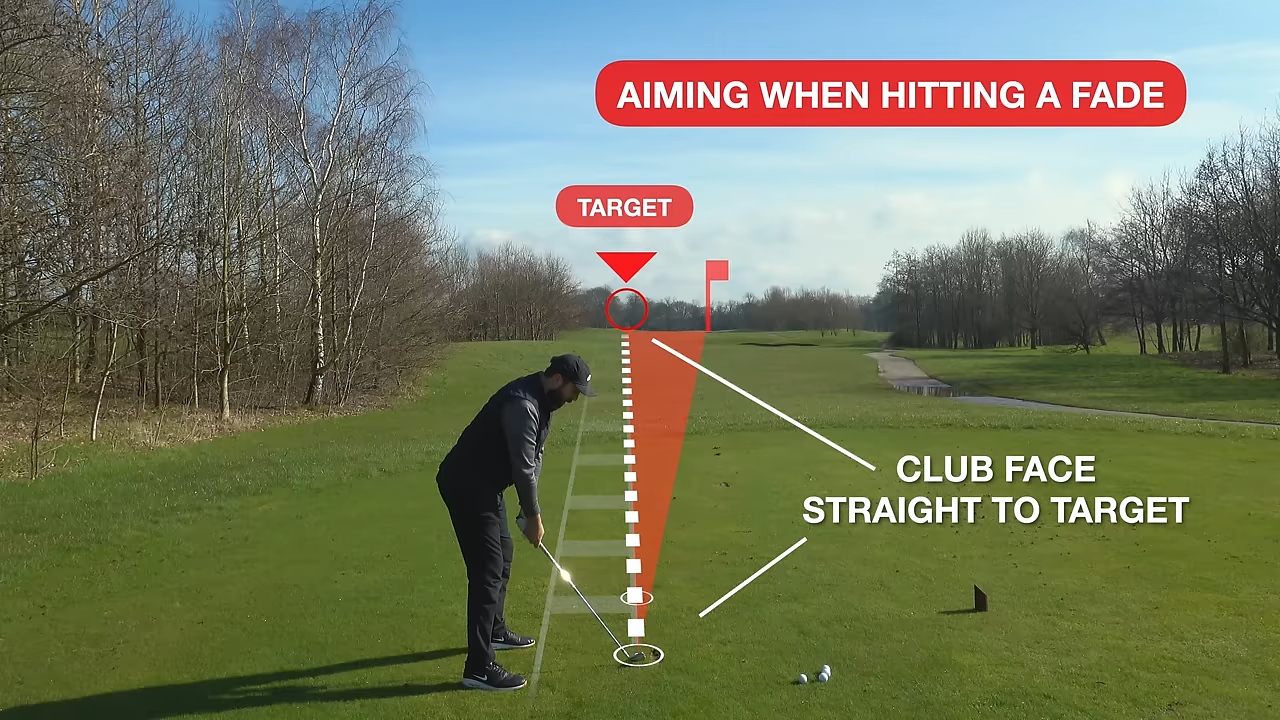 AIMING WHEN HITTING A FADE
TARGET
CLUB FACE
STRAIGHT TO TARGET